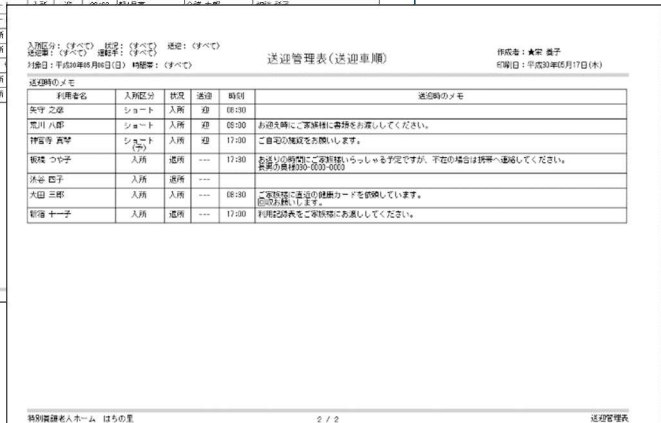 入所区分：（すべて）　状況：（すべて）　送迎：（すべて）
送迎車：（すべて）　運転手：（すべて）
対象日：平成30年05月06日(日)　時間帯：（すべて）
送迎管理表（送迎車順）
作成者：★栄 養子
印刷日：平成30年05月17日(木)
送迎時のメモ
利用者名　入所区分　状況　送迎　時刻　送迎時のメモ
矢守 之彦　ショート　入所　迎　08:30
荒川 八郎　ショート　入所　迎　09:00　お迎え時にご家族様に書類をお渡ししてください。
神宮寺 真琴　ショート(予)　入所　迎　17:00　ご自宅の施錠をお願いします。
板橋 つや子　入所　退所　---　17:30　お送りの時間にご家族様いらっしゃる予定ですが、不在の場合は携帯へ連絡してください。
長男の奥様090-0000-0000
渋谷 四子　入所　退所　---
大田 三郎　入所　入所　---　08:30　ご家族様に直近の健康カードを依頼しています。
回収お願いします。
新宿 十一子　入所　退所　---　17:00　利用記録表をご家族様にお渡ししてください。
特別養護老人ホーム　ほちの里　2 / 2　送迎管理表